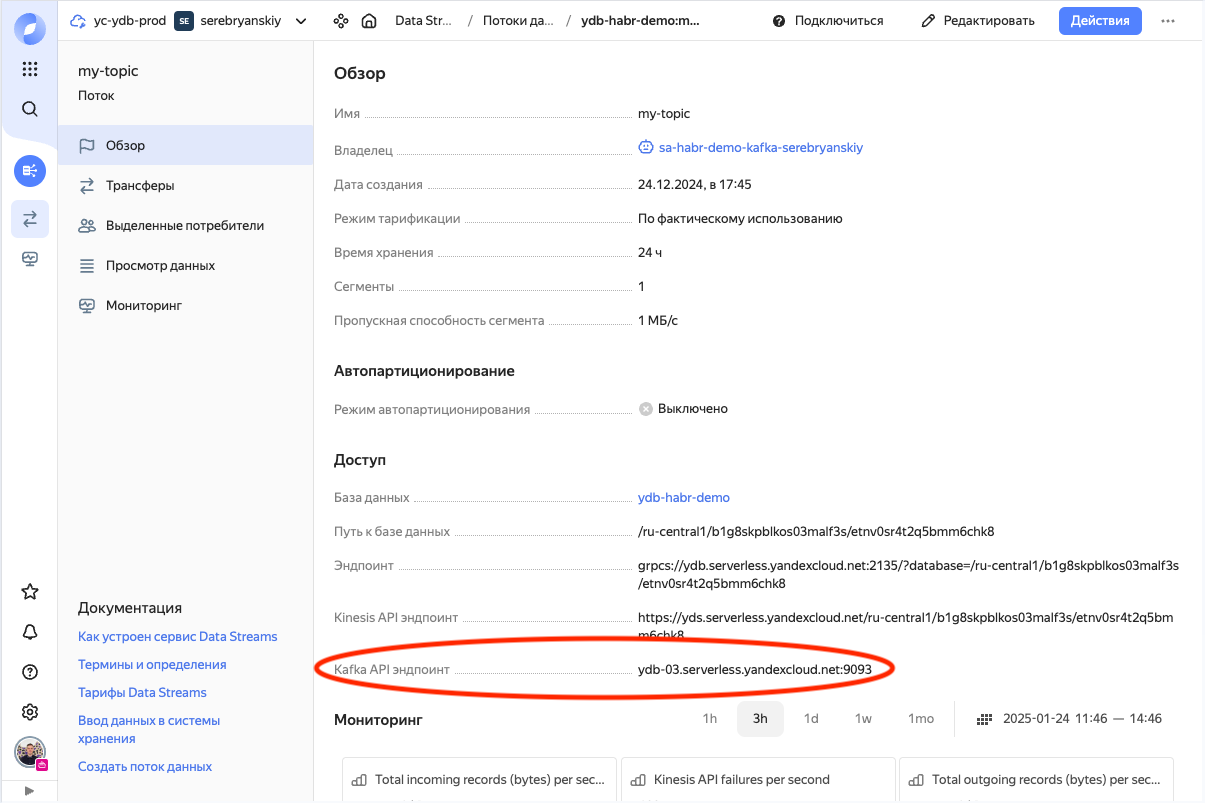 yc-ydb-prod SE serebryanskiy Data Str... / Потоки да... / ydb-habr-demo:m... Подключиться Редактировать Действия
my-topic
Поток
Обзор
Трансферы
Выделенные потребители
Просмотр данных
Мониторинг
Документация
Как устроен сервис Data Streams
Термины и определения
Тарифы Data Streams
Ввод данных в системы
хранения
Создать поток данных
Обзор
Имя my-topic
Владелец sa-habr-demo-kafka-serebryanskiy
Дата создания 24.12.2024, в 17:45
Режим тарификации По фактическому использованию
Время хранения 24 ч
Сегменты 1
Пропускная способность сегмента 1 МБ/с
Автопартиционирование
Режим автопартиционирования Выключено
Доступ
База данных ydb-habr-demo
Путь к базе данных /ru-central1/b1g8skpblkos03malf3s/etnv0sr4t2q5bmm6chk8
Эндпоинт grpcs://ydb.serverless.yandexcloud.net:2135/?database=/ru-central1/b1g8skpblkos03malf3s
/etnv0sr4t2q5bmm6chk8
Kinesis API эндпоинт https://yds.serverless.yandexcloud.net/ru-central1/b1g8skpblkos03malf3s/etnv0sr4t2q5bm
m6chk8
Kafka API эндпоинт ydb-03.serverless.yandexcloud.net:9093
Мониторинг 1h 3h 1d 1w 1mo 2025-01-24 11:46 — 14:46
Total incoming records (bytes) per sec... Kinesis API failures per second Total outgoing records (bytes) per sec...